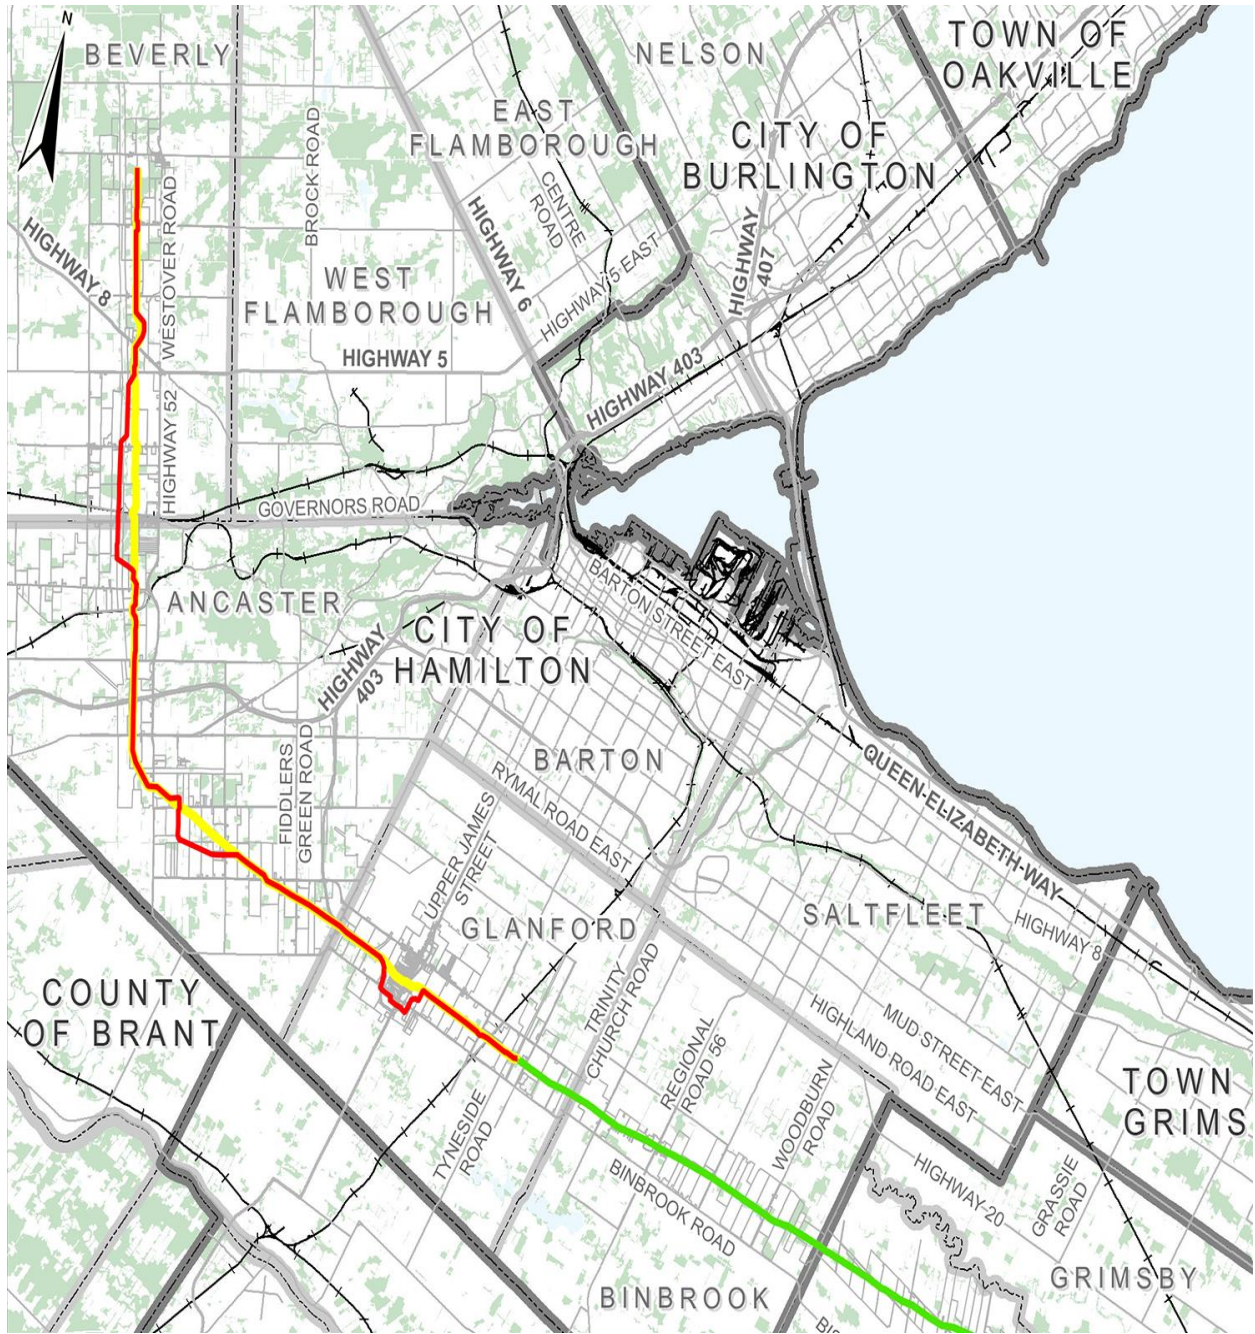 N
BEVERLY
NELSON
TOWN OF
OAKVILLE
EAST
FLAMBOROUGH
CITY OF
BURLINGTON
BROCK ROAD
CENTRE
ROAD
WESTOVER ROAD
HIGHWAY 8
HIGHWAY 6
HIGHWAY 5 EAST
HIGHWAY
407
WEST
FLAMBOROUGH
HIGHWAY 5
HIGHWAY 403
HIGHWAY 52
GOVERNORS ROAD
ANCASTER
BARTON STREET EAST
CITY OF
HAMILTON
HIGHWAY
403
BARTON
FIDDLERS
GREEN ROAD
RYMAL ROAD EAST
QUEEN ELIZABETH WAY
UPPER JAMES
STREET
GLANFORD
SALTFLEET
HIGHWAY 8
COUNTY
OF BRANT
TRINITY
CHURCH ROAD
REGIONAL
ROAD 56
MUD STREET EAST
HIGHLAND ROAD EAST
WOODBURN
ROAD
TOWN
GRIMS
TYNESIDE
ROAD
BINBROOK ROAD
HIGHWAY 20
GRASSIE
ROAD
GRIMSBY
BINBROOK